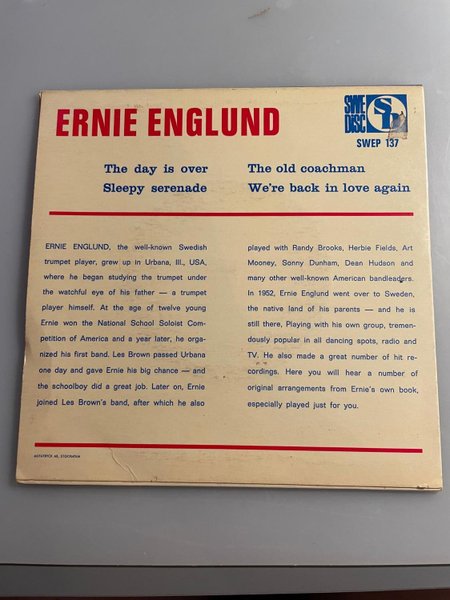 ERNIE ENGLUND
SWE
DISC
SD
SWEP 137
The day is over
Sleepy serenade
The old coachman
We're back in love again
ERNIE ENGLUND, the well-known Swedish
trumpet player, grew up in Urbana, Ill., USA,
where he began studying the trumpet under
the watchful eye of his father — a trumpet
player himself. At the age of twelve young
Ernie won the National School Soloist Com-
petition of America and a year later, he orga-
nized his first band. Les Brown passed Urbana
one day and gave Ernie his big chance — and
the schoolboy did a great job. Later on, Ernie
joined Les Brown's band, after which he also
played with Randy Brooks, Herbie Fields, Art
Mooney, Sonny Dunham, Dean Hudson and
many other well-known American bandleaders.
In 1952, Ernie Englund went over to Sweden,
the native land of his parents — and he is
still there, Playing with his own group, tremen-
dously popular in all dancing spots, radio and
TV. He also made a great number of hit re-
cordings. Here you will hear a number of
original arrangements from Ernie's own book,
especially played just for you.